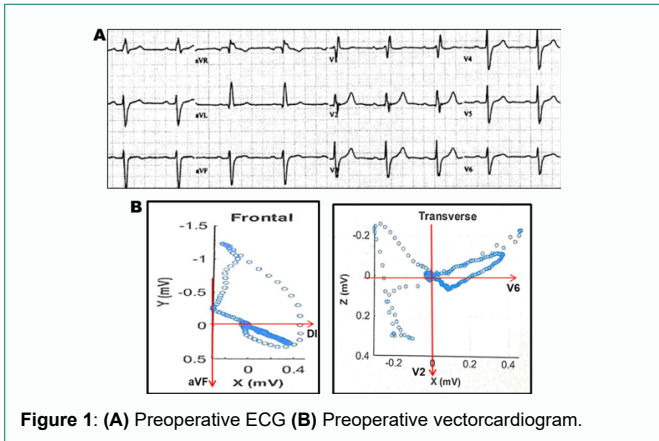 A
aVR
V1
V4
aVL
V2
V5
aVF
V6
B
Frontal
-1.5
-1
-0.5
0
0.5
Y (mV)
DI
aVF
0
0.4
X (mV)
Transverse
-0.2
0
0.2
0.4
Z (mV)
V6
-0.2
0.0
0.2
0.4
V2
X (mV)
Figure 1: (A) Preoperative ECG (B) Preoperative vectorcardiogram.